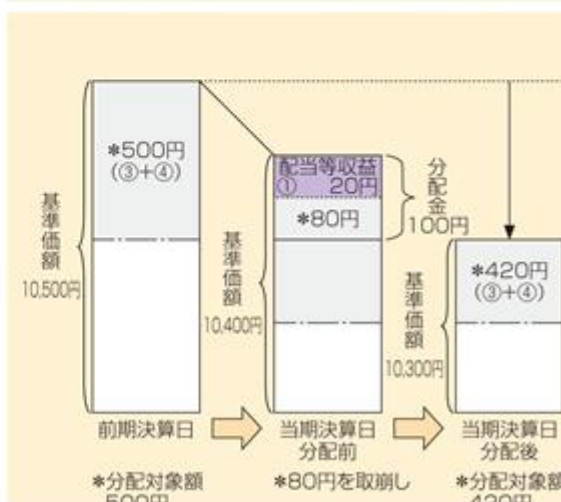 *500円
(③+④)
基準価額
10,500円
前期決算日
*分配対象額
500円
配当等収益
① 20円
*80円
分配金
100円
基準価額
10,400円
当期決算日
分配前
*80円を取崩し
*420円
(③+④)
基準価額
10,300円
当期決算日
分配後
*分配対象額
420円